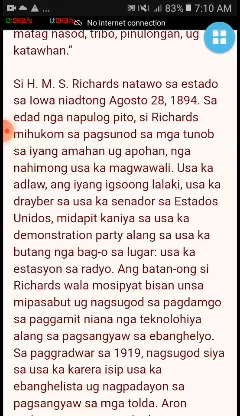 83% 7:10 AM
0:0KB/s U:0KB/s No internet connection
matag nasod, tribo, pinulongan, ug
katawhan."
Si H. M. S. Richards natawo sa estado
sa Iowa niadtong Agosto 28, 1894. Sa
edad nga napulog pito, si Richards
mihukom sa pagsunod sa mga tunob
sa iyang amahan ug apohan, nga
nahimong usa ka magwawali. Usa ka
adlaw, ang iyang igsoong lalaki, usa ka
drayber sa usa ka senador sa Estados
Unidos, midapit kaniya sa usa ka
demonstration party alang sa usa ka
butang nga bag-o sa lugar: usa ka
estasyon sa radyo. Ang batan-ong si
Richards wala mosipyat bisan unsa
mipasabut ug nagsugod sa pagdamgo
sa paggamit niana nga teknolohiya
alang sa pagsangyaw sa ebanghelyo.
Sa paggradwar sa 1919, nagsugod siya
sa usa ka karera isip usa ka
ebanghelista ug nagpadayon sa
pagsangyaw sa mga tolda. Aron